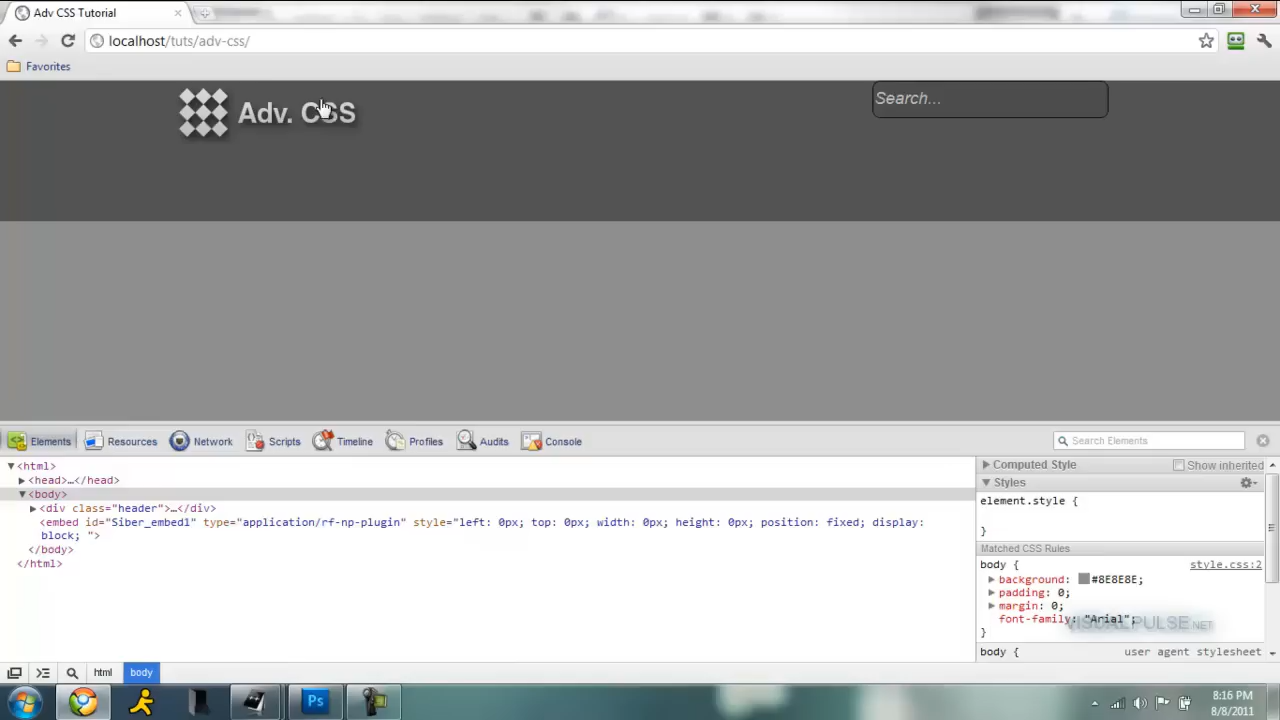 Adv CSS Tutorial
localhost/tuts/adv-css/
Favorites
Adv. CSS
Search...
Elements
Resources
Network
Scripts
Timeline
Profiles
Audits
Console
Search Elements
<html>
<head>…</head>
<body>
<div class="header">…</div>
<embed id="Siber_embed1" type="application/rf-np-plugin" style="left: 0px; top: 0px; width: 0px; height: 0px; position: fixed; display:
block; ">
</body>
</html>
Computed Style
Show inherited
Styles
element.style {
}
Matched CSS Rules
body {
style.css:2
background: #8E8E8E;
padding: 0;
margin: 0;
font-family: "Arial";
}
VISUALPULSE.NET
body {
user agent stylesheet
html
body
Ps
8:16 PM
8/8/2011